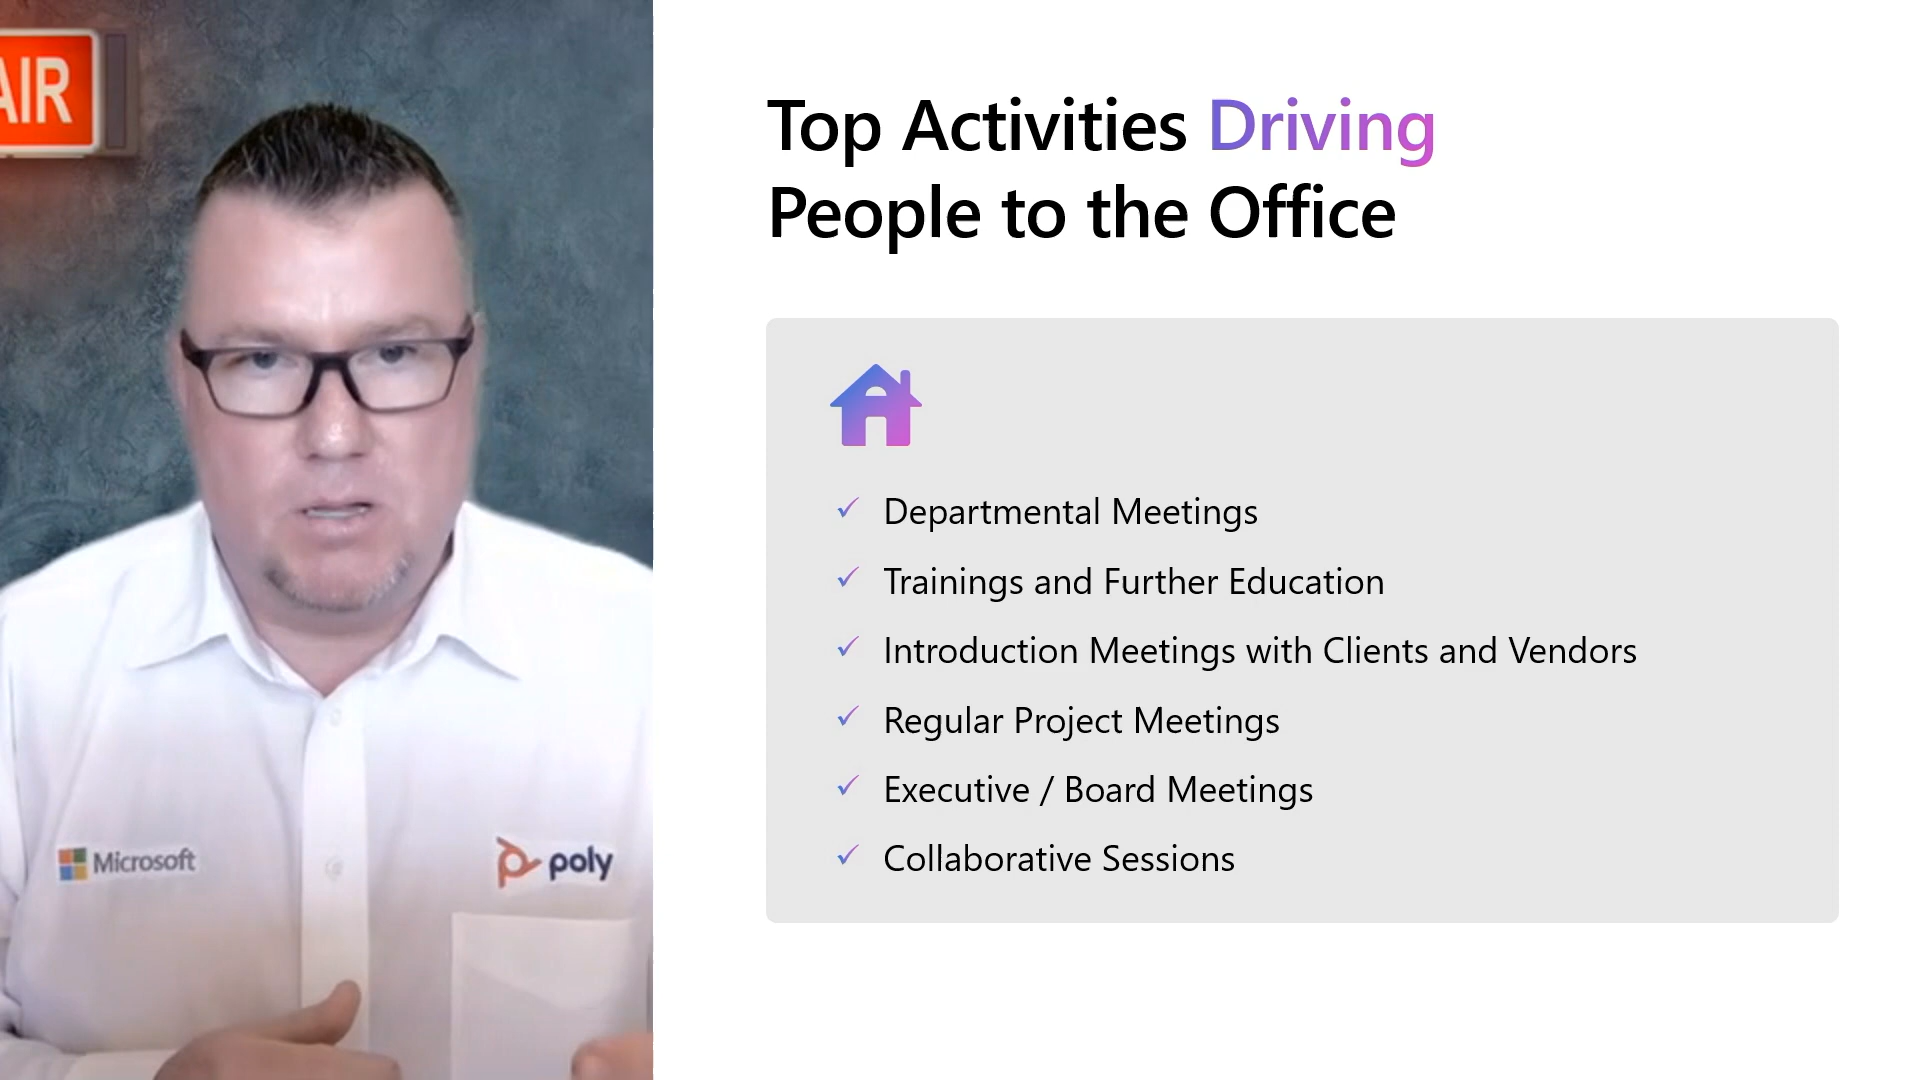 AIR
Top Activities Driving
People to the Office
Departmental Meetings
Trainings and Further Education
Introduction Meetings with Clients and Vendors
Regular Project Meetings
Executive / Board Meetings
Collaborative Sessions
Microsoft
poly